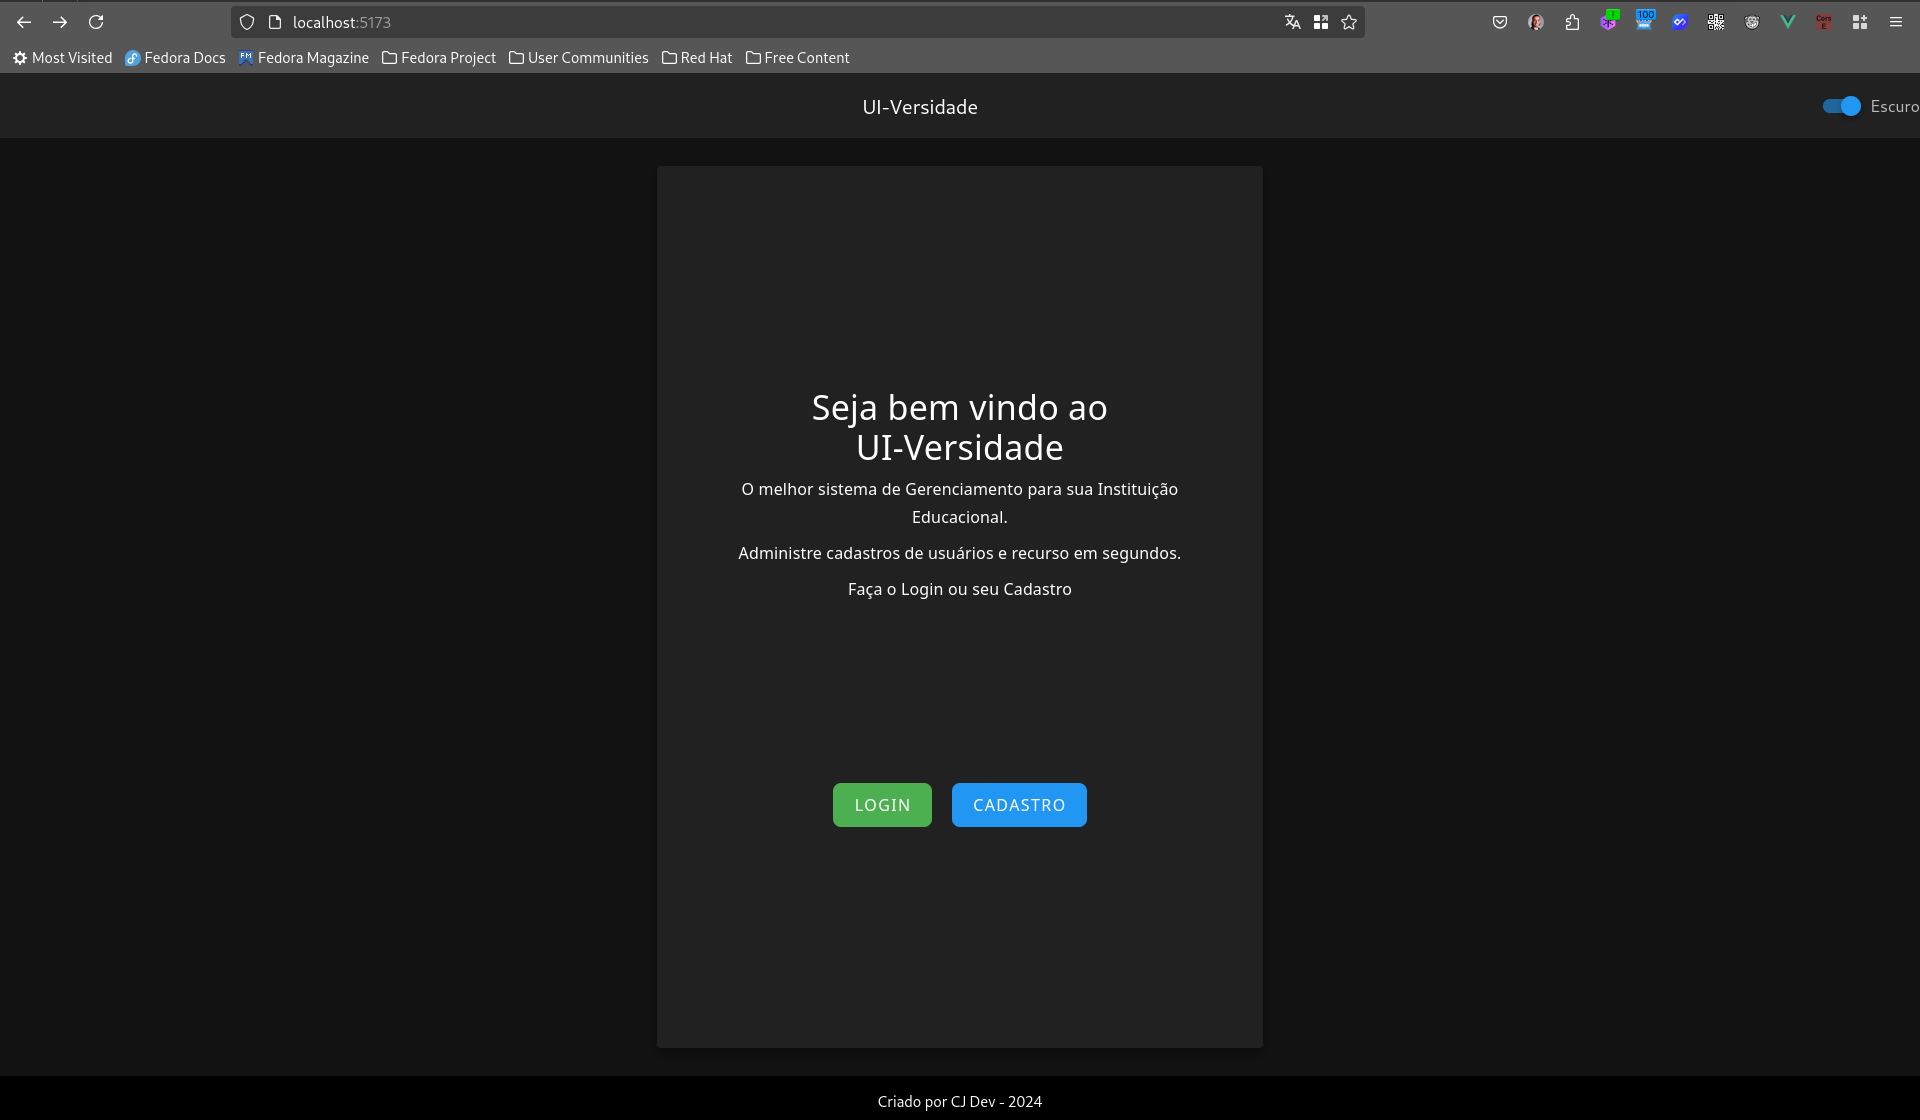 localhost:5173
100
Cors
E
Most Visited
Fedora Docs
Fedora Magazine
Fedora Project
User Communities
Red Hat
Free Content
UI-Versidade
Escuro
Seja bem vindo ao
UI-Versidade
O melhor sistema de Gerenciamento para sua Instituição
Educacional.
Administre cadastros de usuários e recurso em segundos.
Faça o Login ou seu Cadastro
LOGIN
CADASTRO
Criado por CJ Dev - 2024